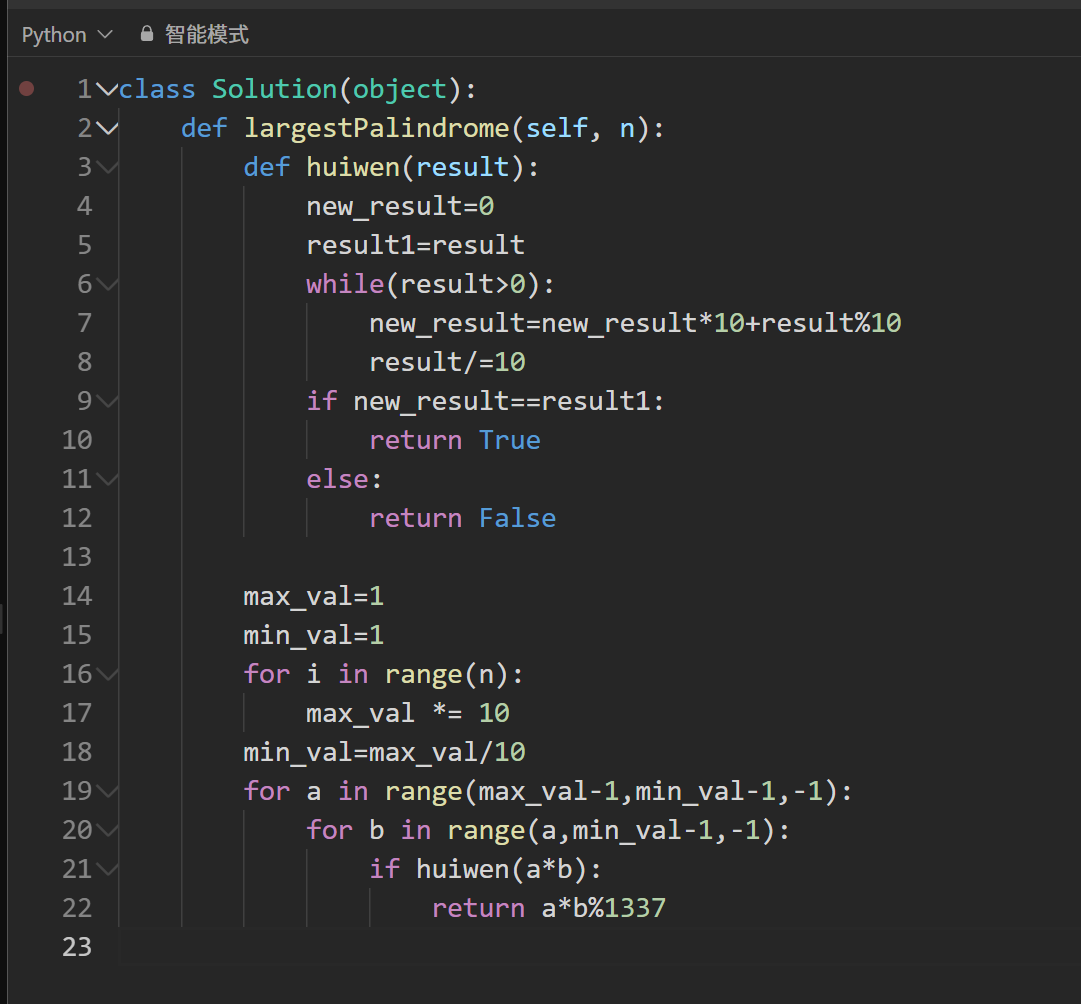 Python 智能模式
1 class Solution(object):
2     def largestPalindrome(self, n):
3         def huiwen(result):
4             new_result=0
5             result1=result
6             while(result>0):
7                 new_result=new_result*10+result%10
8                 result/=10
9             if new_result==result1:
10                 return True
11             else:
12                 return False
13
14         max_val=1
15         min_val=1
16         for i in range(n):
17             max_val *= 10
18         min_val=max_val/10
19         for a in range(max_val-1,min_val-1,-1):
20             for b in range(a,min_val-1,-1):
21                 if huiwen(a*b):
22                     return a*b%1337
23